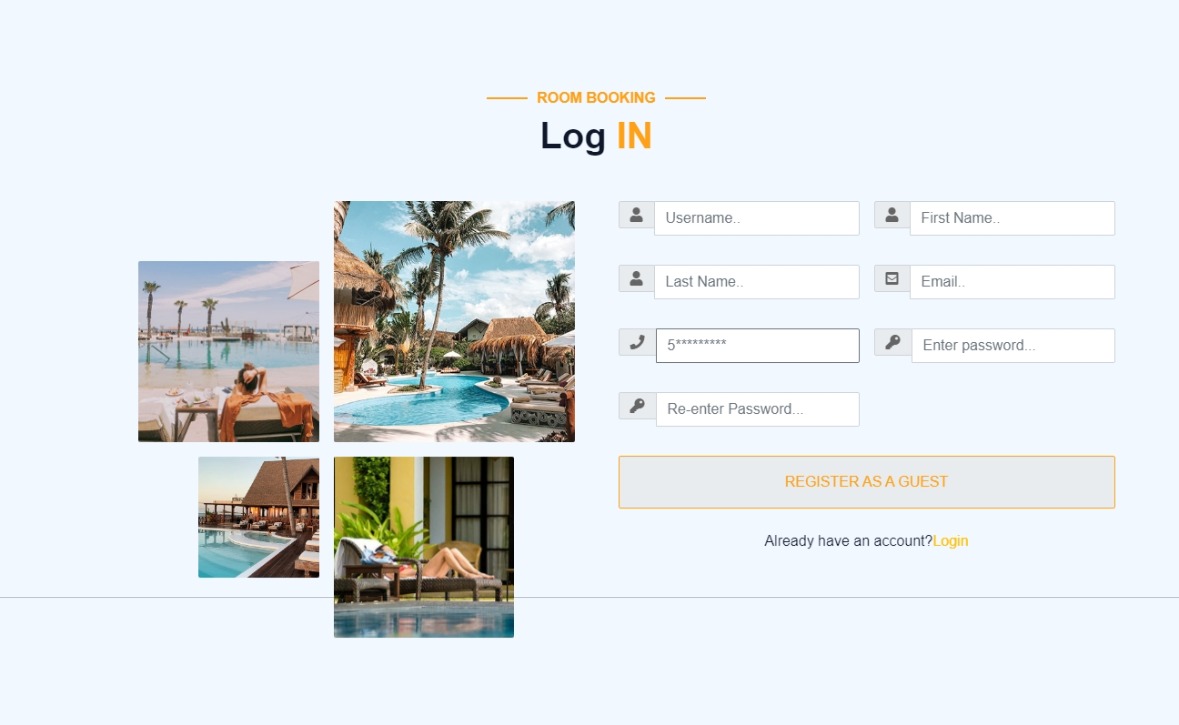 ROOM BOOKING
Log IN
Username..
First Name..
Last Name..
Email..
5*********
Enter password...
Re-enter Password...
REGISTER AS A GUEST
Already have an account?Login